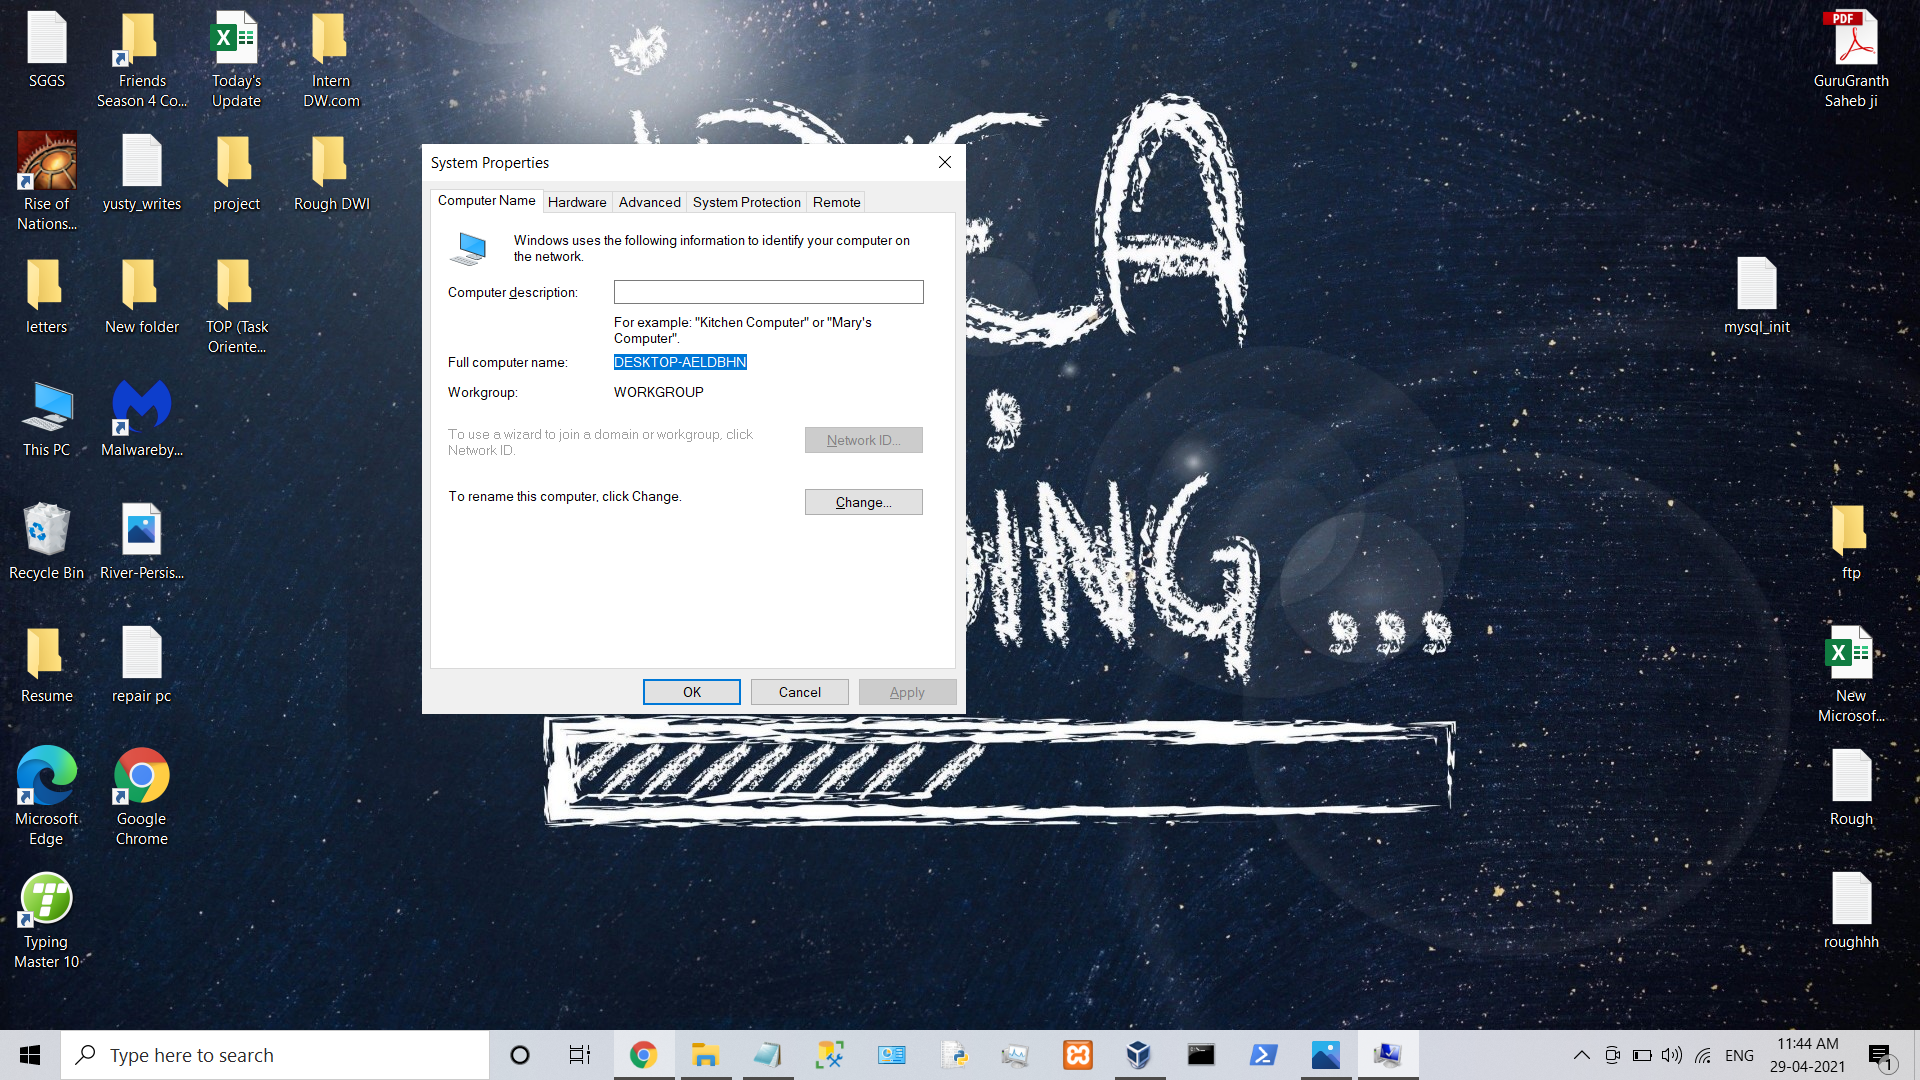 SGGS
Friends
Season 4 Co...
Today's
Update
Intern
DW.com
Rise of
Nations...
yusty_writes
project
Rough DWI
letters
New folder
TOP (Task
Oriente...
This PC
Malwareby...
Recycle Bin
River-Persis...
Resume
repair pc
Microsoft
Edge
Google
Chrome
Typing
Master 10
System Properties
Computer Name
Hardware
Advanced
System Protection
Remote
Windows uses the following information to identify your computer on
the network.
Computer description:
For example: "Kitchen Computer" or "Mary's
Computer".
Full computer name: DESKTOP-AELDBHN
Workgroup: WORKGROUP
To use a wizard to join a domain or workgroup, click
Network ID.
Network ID...
To rename this computer, click Change.
Change...
OK
Cancel
Apply
PDF
GuruGranth
Saheb ji
mysql_init
ftp
New
Microsof...
Rough
roughhh
Type here to search
ENG
11:44 AM
29-04-2021
1